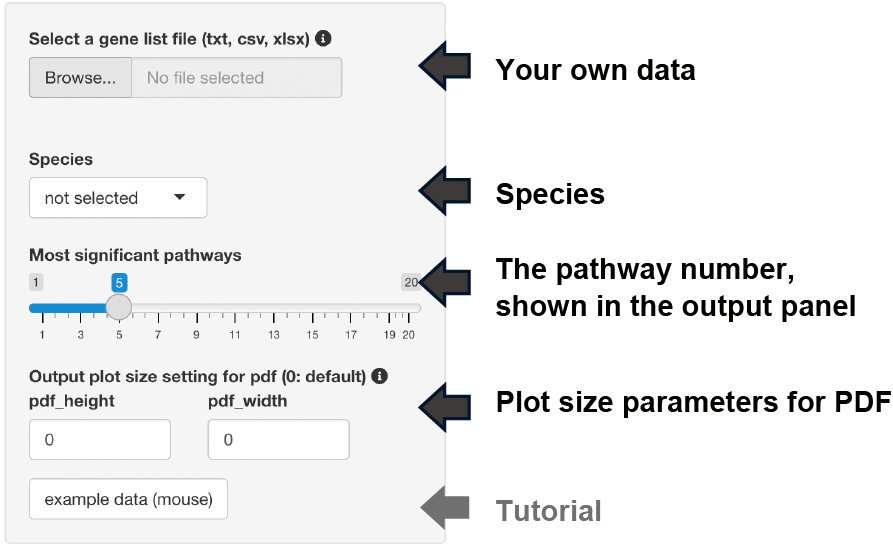 Select a gene list file (txt, csv, xlsx)
Your own data
Browse... No file selected
Species
not selected
Species
Most significant pathways
1 5 20
1 3 5 7 9 11 13 15 17 19 20
The pathway number,
shown in the output panel
Output plot size setting for pdf (0: default)
pdf_height pdf_width
0 0
Plot size parameters for PDF
example data (mouse)
Tutorial